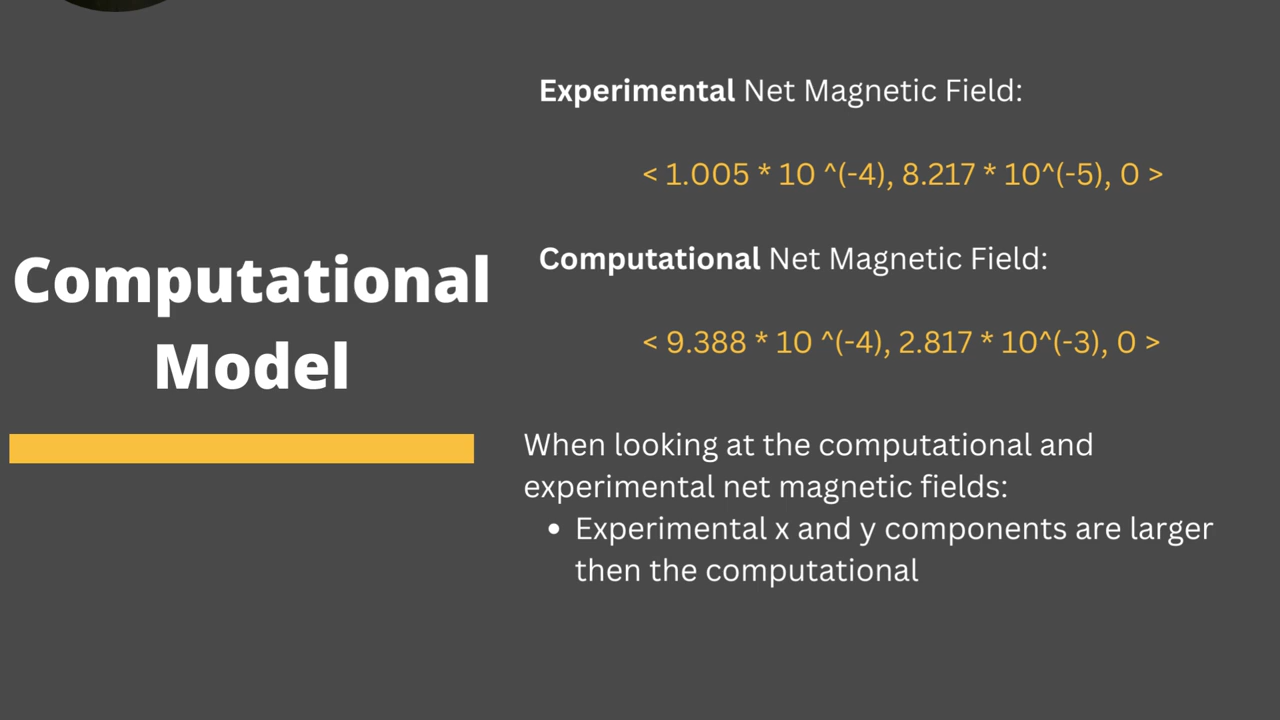 Computational
Model
Experimental Net Magnetic Field:
< 1.005 * 10 ^(-4), 8.217 * 10^(-5), 0 >
Computational Net Magnetic Field:
< 9.388 * 10 ^(-4), 2.817 * 10^(-3), 0 >
When looking at the computational and
experimental net magnetic fields:
• Experimental x and y components are larger
then the computational